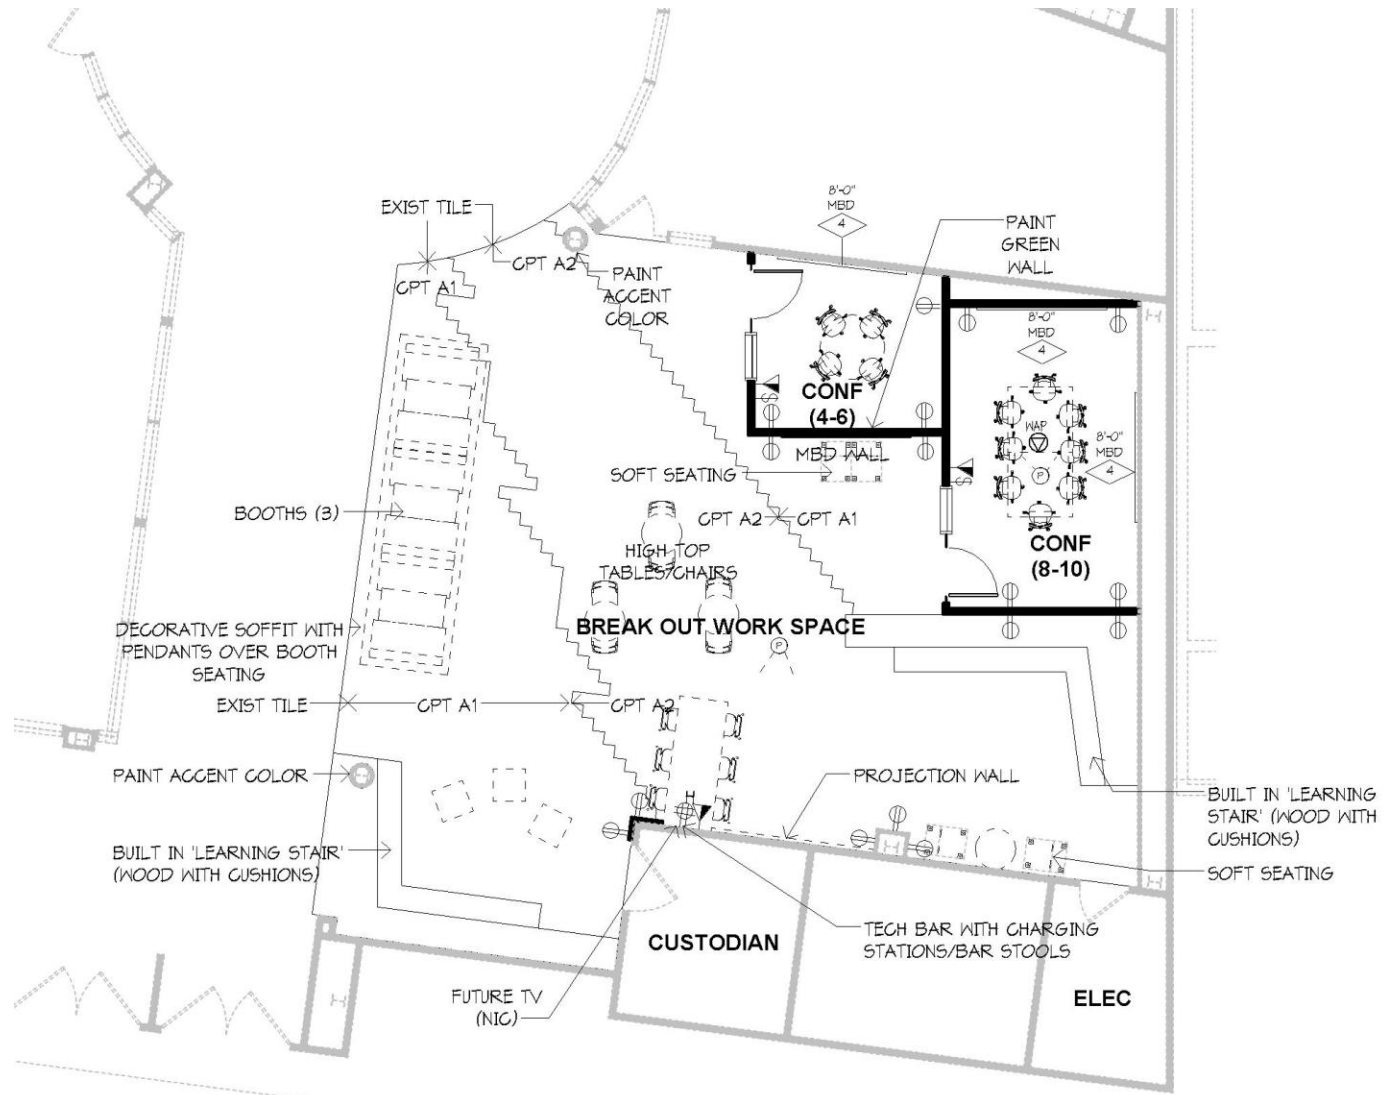 8'-0"
MBD
4
EXIST TILE
PAINT
GREEN
WALL
CPT A2
CPT A1
PAINT
ACCENT
COLOR
8'-0"
MBD
4
H
CONF
(4-6)
S
MBD WALL
WAP
8'-0"
MBD
4
P
SOFT SEATING
S
BOOTHS (3)
CPT A2
CPT A1
CONF
(8-10)
HIGH TOP
TABLES/CHAIRS
BREAK OUT WORK SPACE
P
DECORATIVE SOFFIT WITH
PENDANTS OVER BOOTH
SEATING
EXIST TILE
CPT A1
CPT A2
PAINT ACCENT COLOR
PROJECTION WALL
BUILT IN 'LEARNING
STAIR' (WOOD WITH
CUSHIONS)
BUILT IN 'LEARNING STAIR'
(WOOD WITH CUSHIONS)
SOFT SEATING
TECH BAR WITH CHARGING
STATIONS/BAR STOOLS
CUSTODIAN
FUTURE TV
(NIC)
ELEC